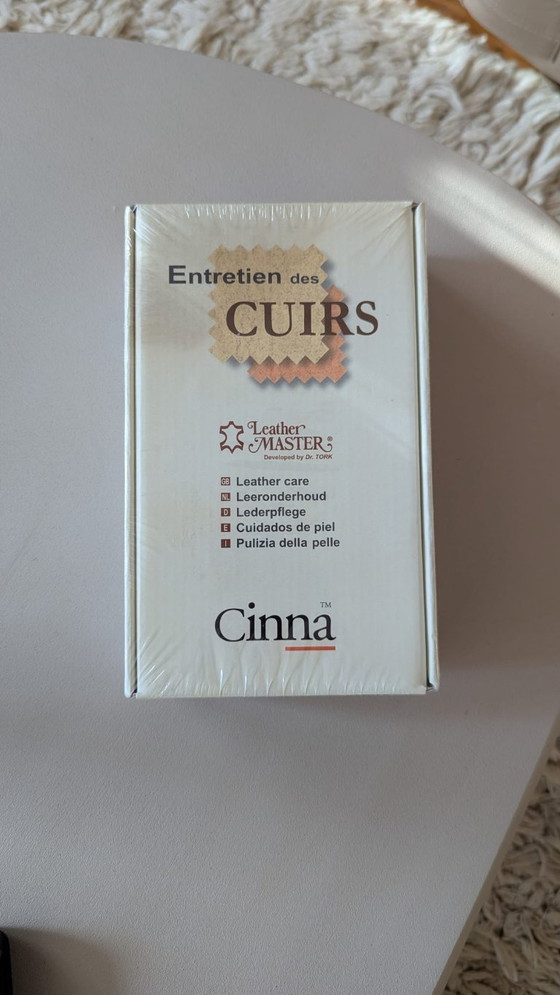 Entretien des
CUIRS
Leather
MASTER®
Developed by Dr. TORK
GB Leather care
NL Leeronderhoud
D Lederpflege
E Cuidados de piel
I Pulizia della pelle
Cinna™